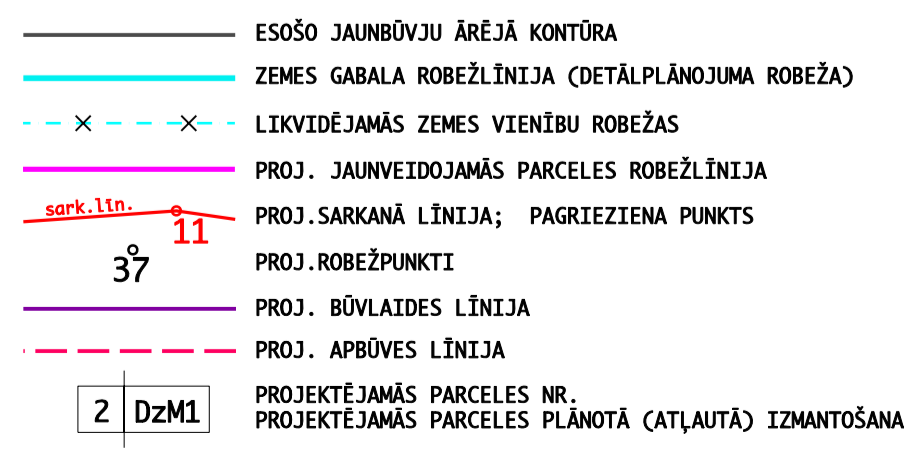 ESOŠO JAUNBŪVJU ĀRĒJĀ KONTŪRA
ZEMES GABALA ROBEŽLĪNIJA (DETĀLPLĀNOJUMA ROBEŽA)
LIKVIDĒJAMĀS ZEMES VIENĪBU ROBEŽAS
PROJ. JAUNVEIDOJAMĀS PARCELES ROBEŽLĪNIJA
sark.līn. 11 PROJ.SARKANĀ LĪNIJA; PAGRIEZIENA PUNKTS
37 PROJ.ROBEŽPUNKTI
PROJ. BŪVLAIDES LĪNIJA
PROJ. APBŪVES LĪNIJA
2 DzM1 PROJEKTĒJAMĀS PARCELES NR.
PROJEKTĒJAMĀS PARCELES PLĀNOTĀ (ATĻAUTĀ) IZMANTOŠANA